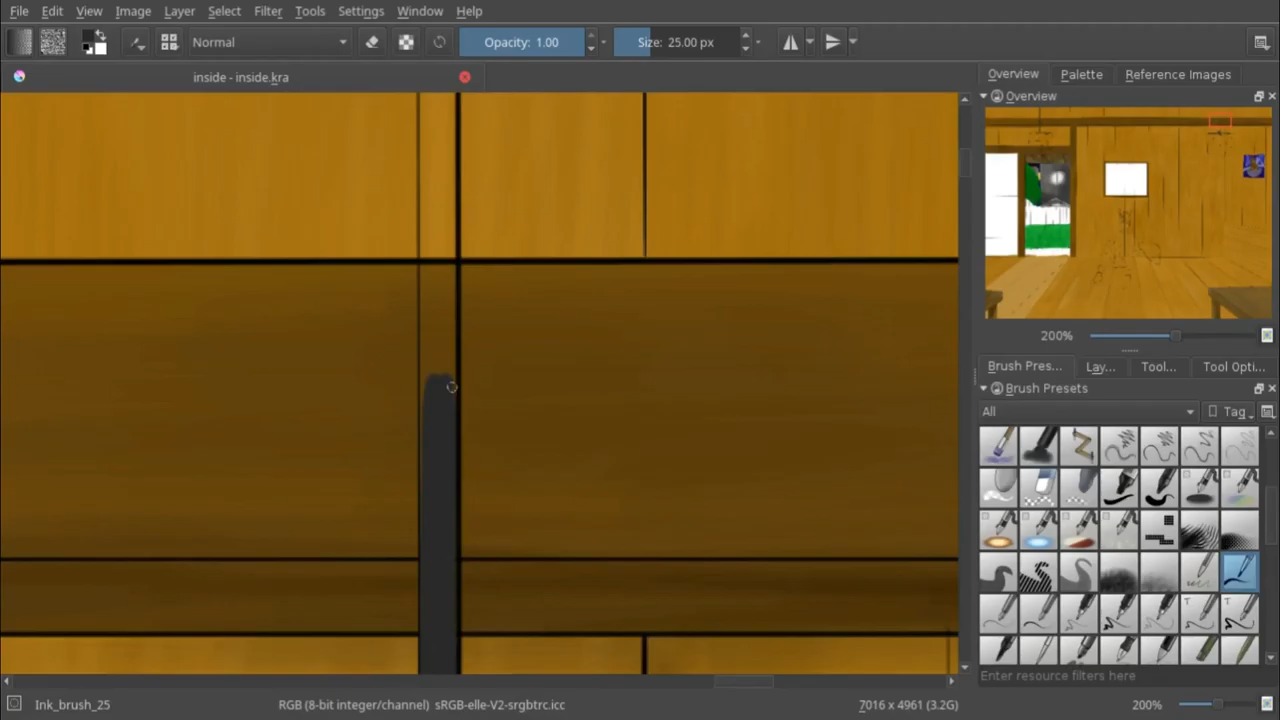 File Edit View Image Layer Select Filter Tools Settings Window Help
Normal Opacity: 1.00 Size: 25.00 px
inside - inside.kra
Overview Palette Reference Images
Overview
200%
Brush Pres... Lay... Tool... Tool Opti...
Brush Presets
All Tag
Enter resource filters here
Ink_brush_25 RGB (8-bit integer/channel) sRGB-elle-V2-srgbtrc.icc 7016 x 4961 (3.2G) 200%